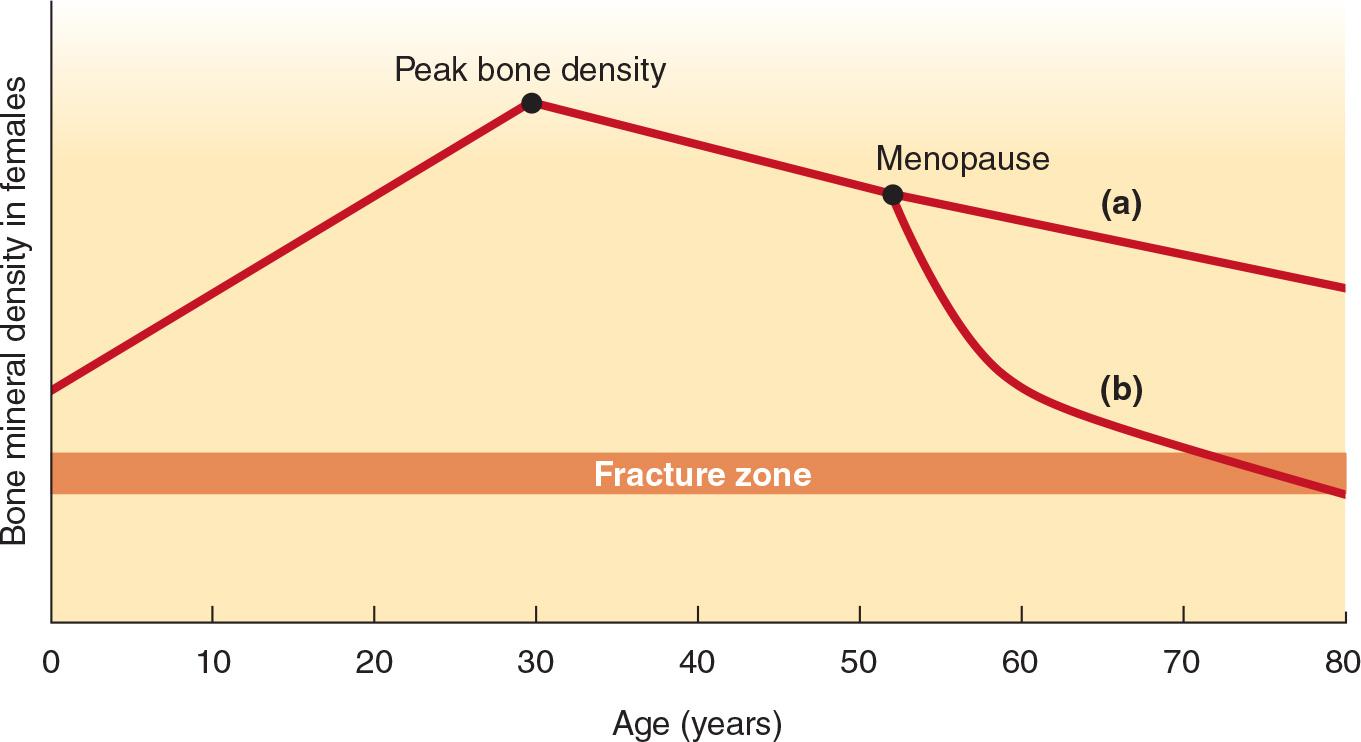 Bone mineral density in females
Peak bone density
Menopause
(a)
(b)
Fracture zone
0 10 20 30 40 50 60 70 80
Age (years)